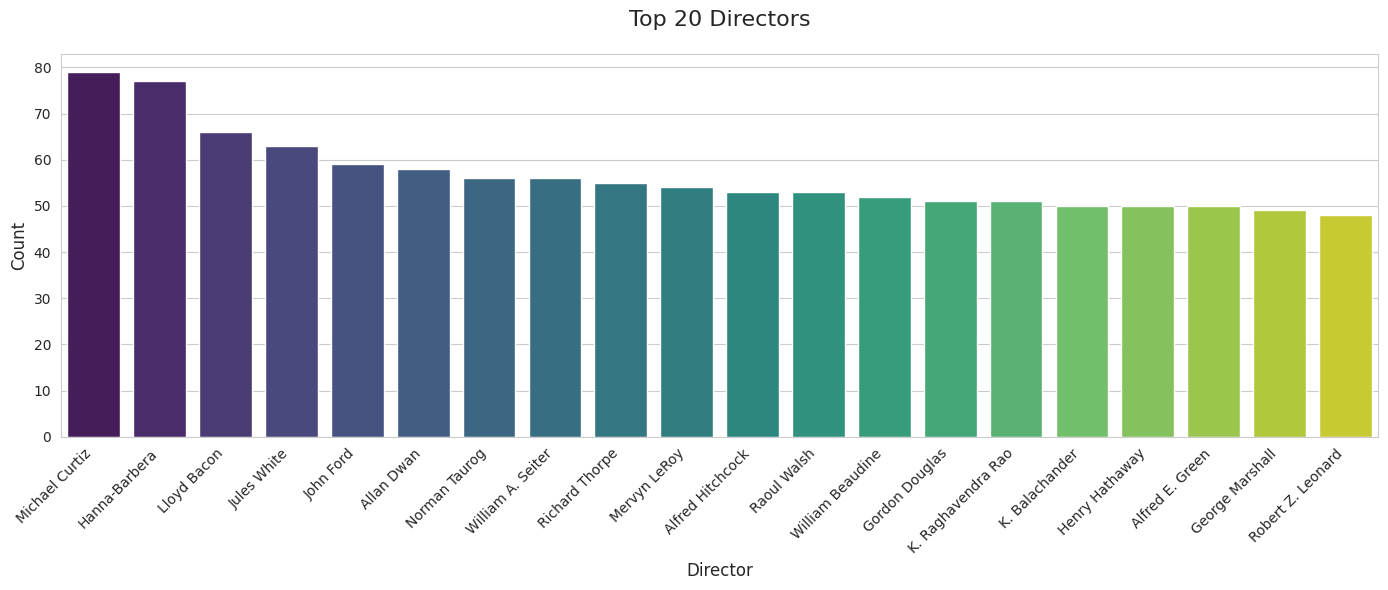 Top 20 Directors
Count
80
70
60
50
40
30
20
10
0
Michael Curtiz
Hanna-Barbera
Lloyd Bacon
Jules White
John Ford
Allan Dwan
Norman Taurog
William A. Seiter
Richard Thorpe
Mervyn LeRoy
Alfred Hitchcock
Raoul Walsh
William Beaudine
Gordon Douglas
K. Raghavendra Rao
K. Balachander
Henry Hathaway
Alfred E. Green
George Marshall
Robert Z. Leonard
Director